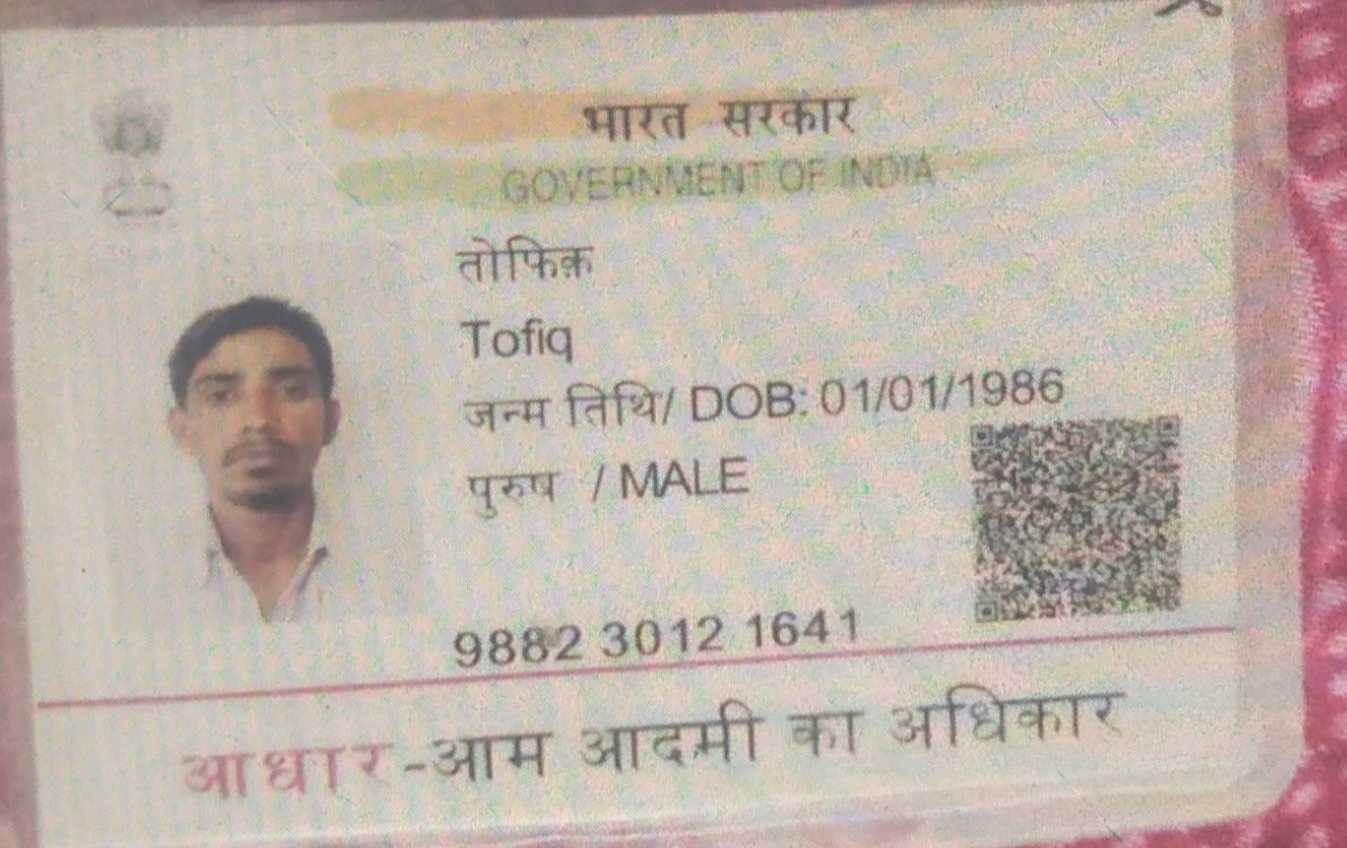 भारत सरकार
GOVERNMENT OF INDIA
तोफिक़
Tofiq
जन्म तिथि/ DOB: 01/01/1986
पुरुष / MALE
9882 3012 1641
आधार-आम आदमी का अधिकार